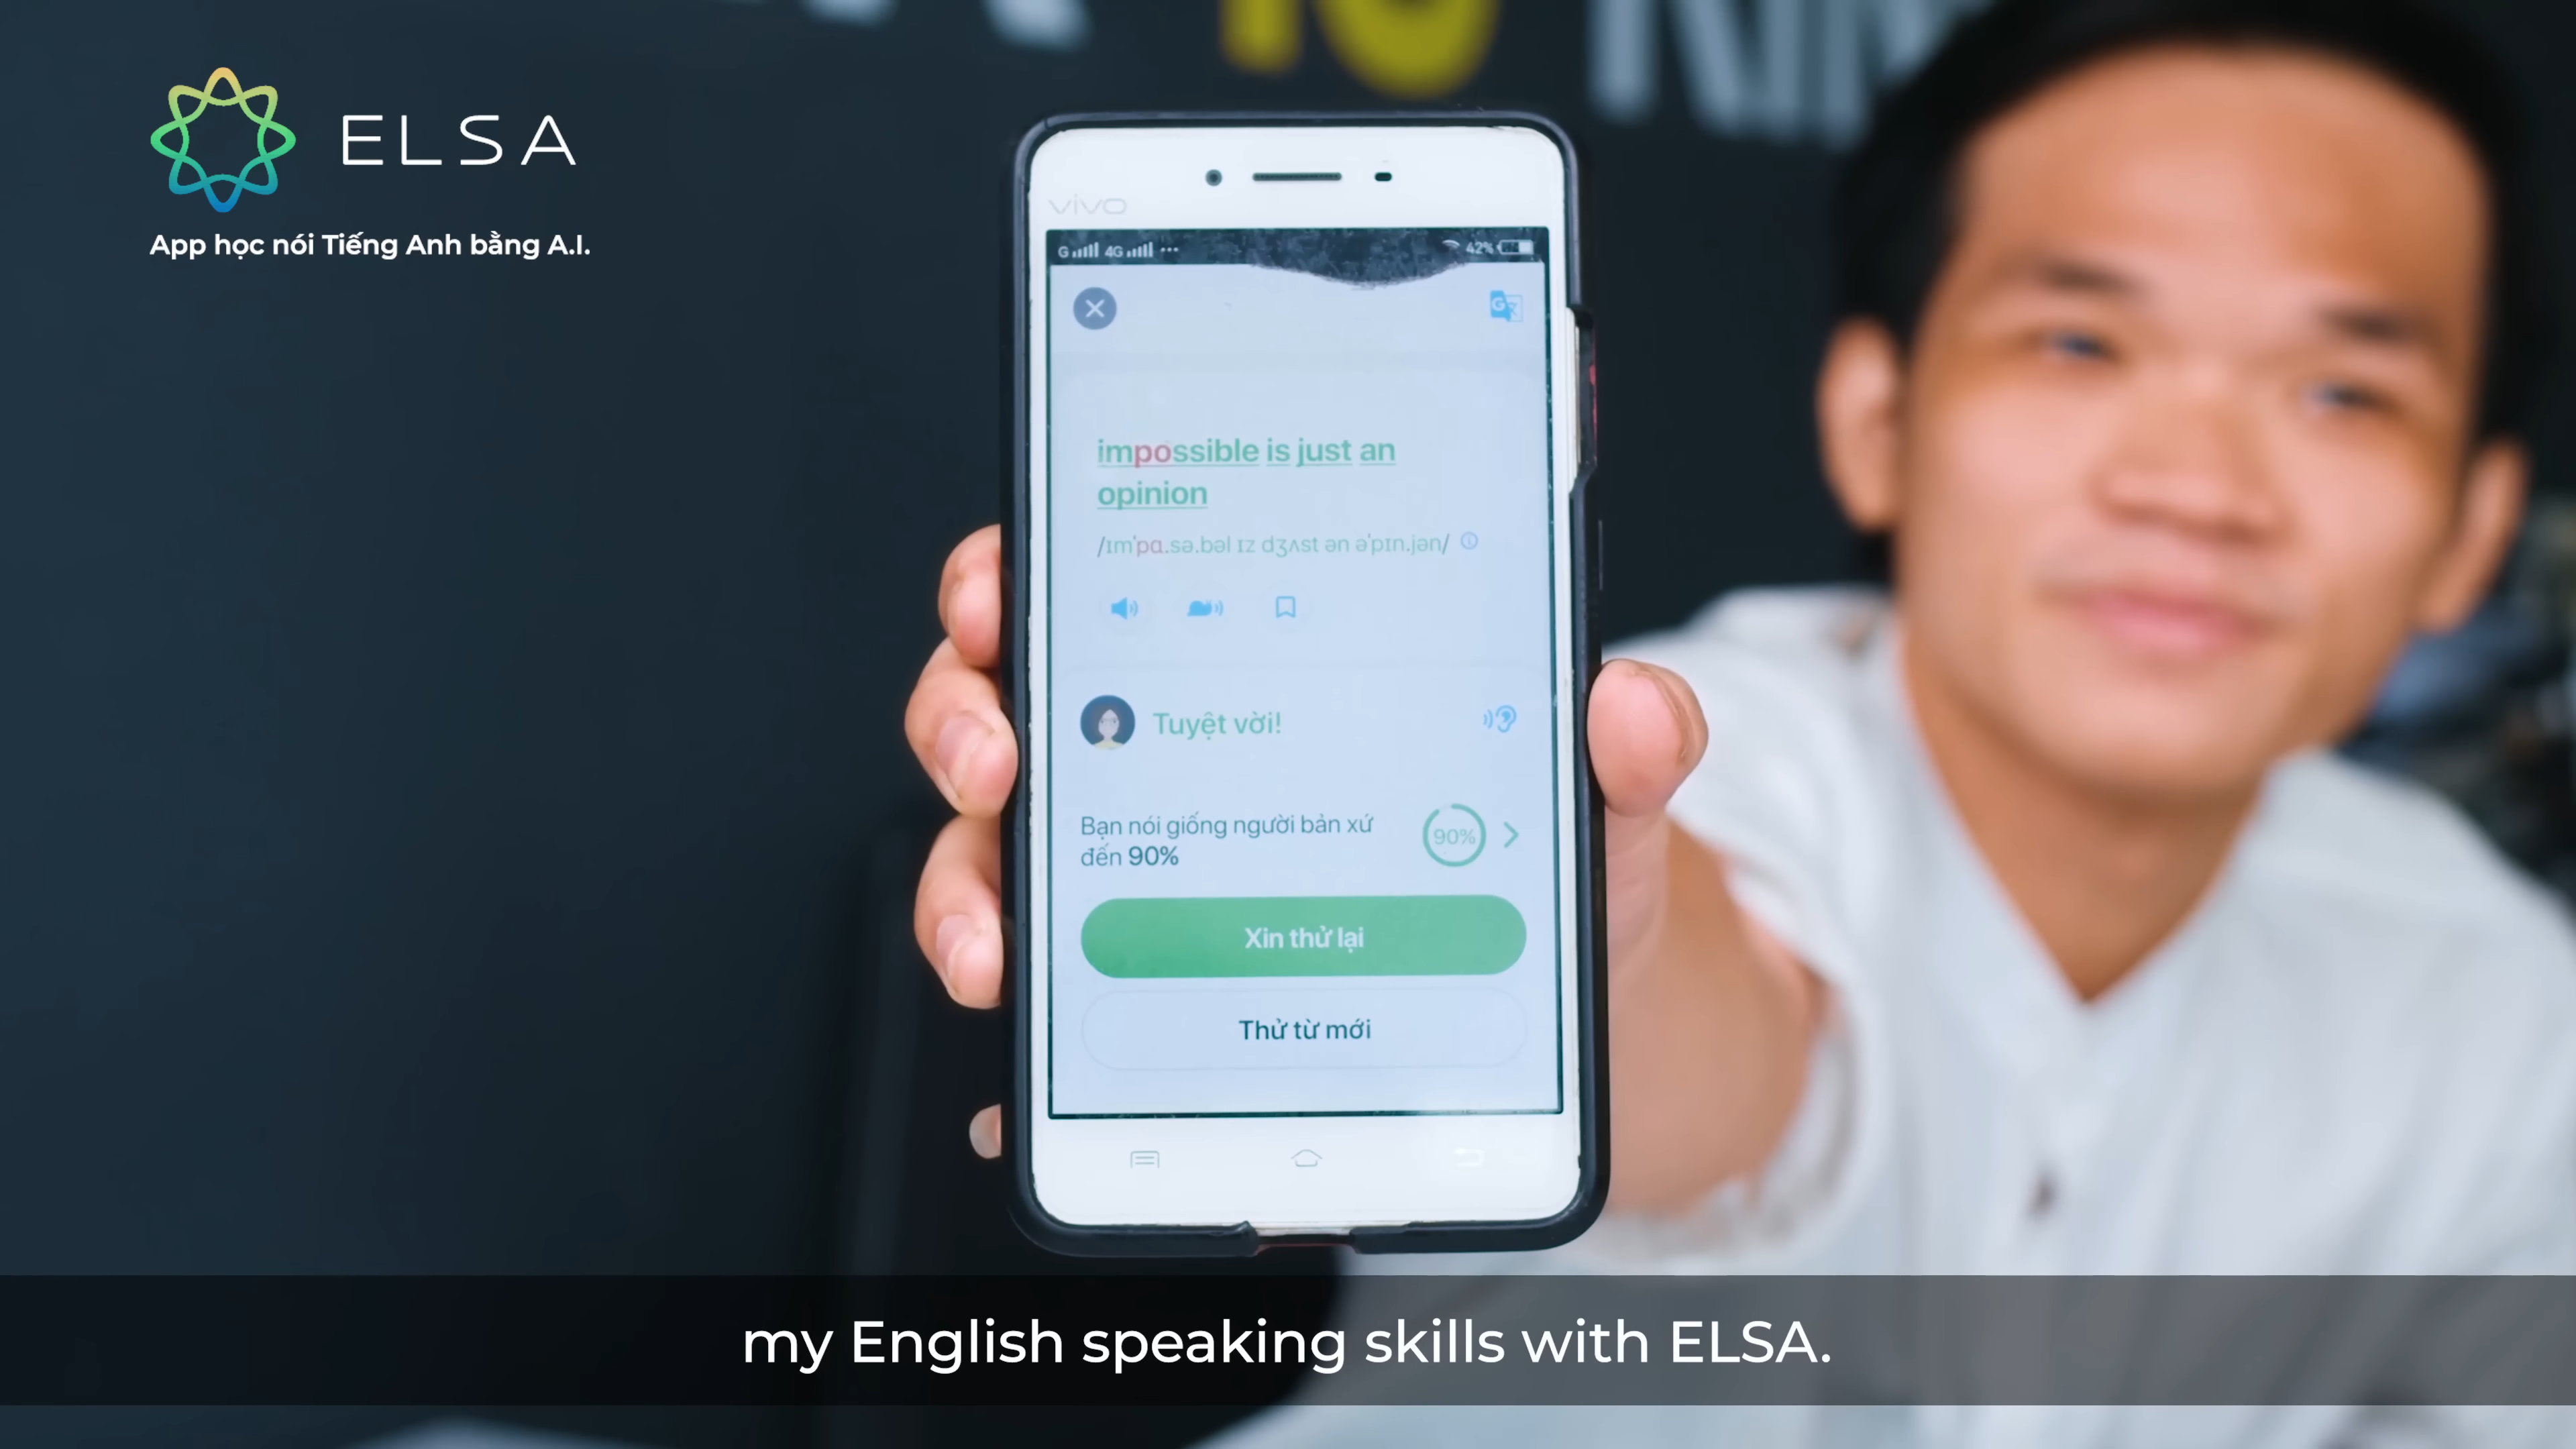 ELSA
App học nói Tiếng Anh bằng A.I.
vivo
G 4G 42%
impossible is just an
opinion
/ɪmˈpɑ.sə.bəl ɪz dʒʌst ən əˈpɪn.jən/
Tuyệt vời!
Bạn nói giống người bản xứ
đến 90%
90%
Xin thử lại
Thử từ mới
my English speaking skills with ELSA.